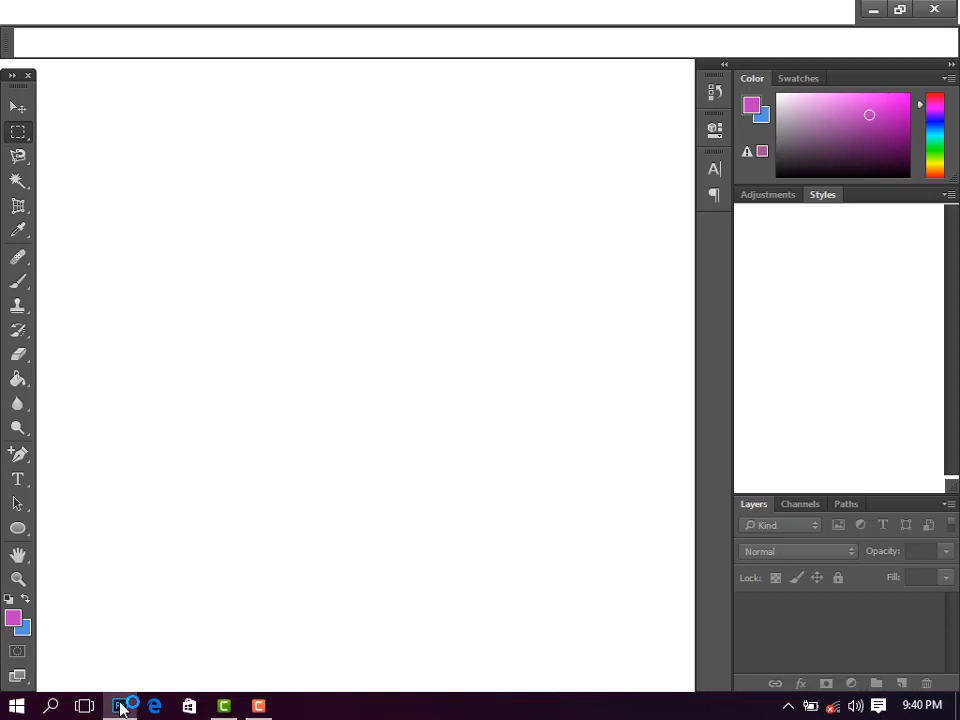 Color Swatches
Adjustments Styles
Layers Channels Paths
Kind
Normal Opacity:
Lock: Fill:
9:40 PM